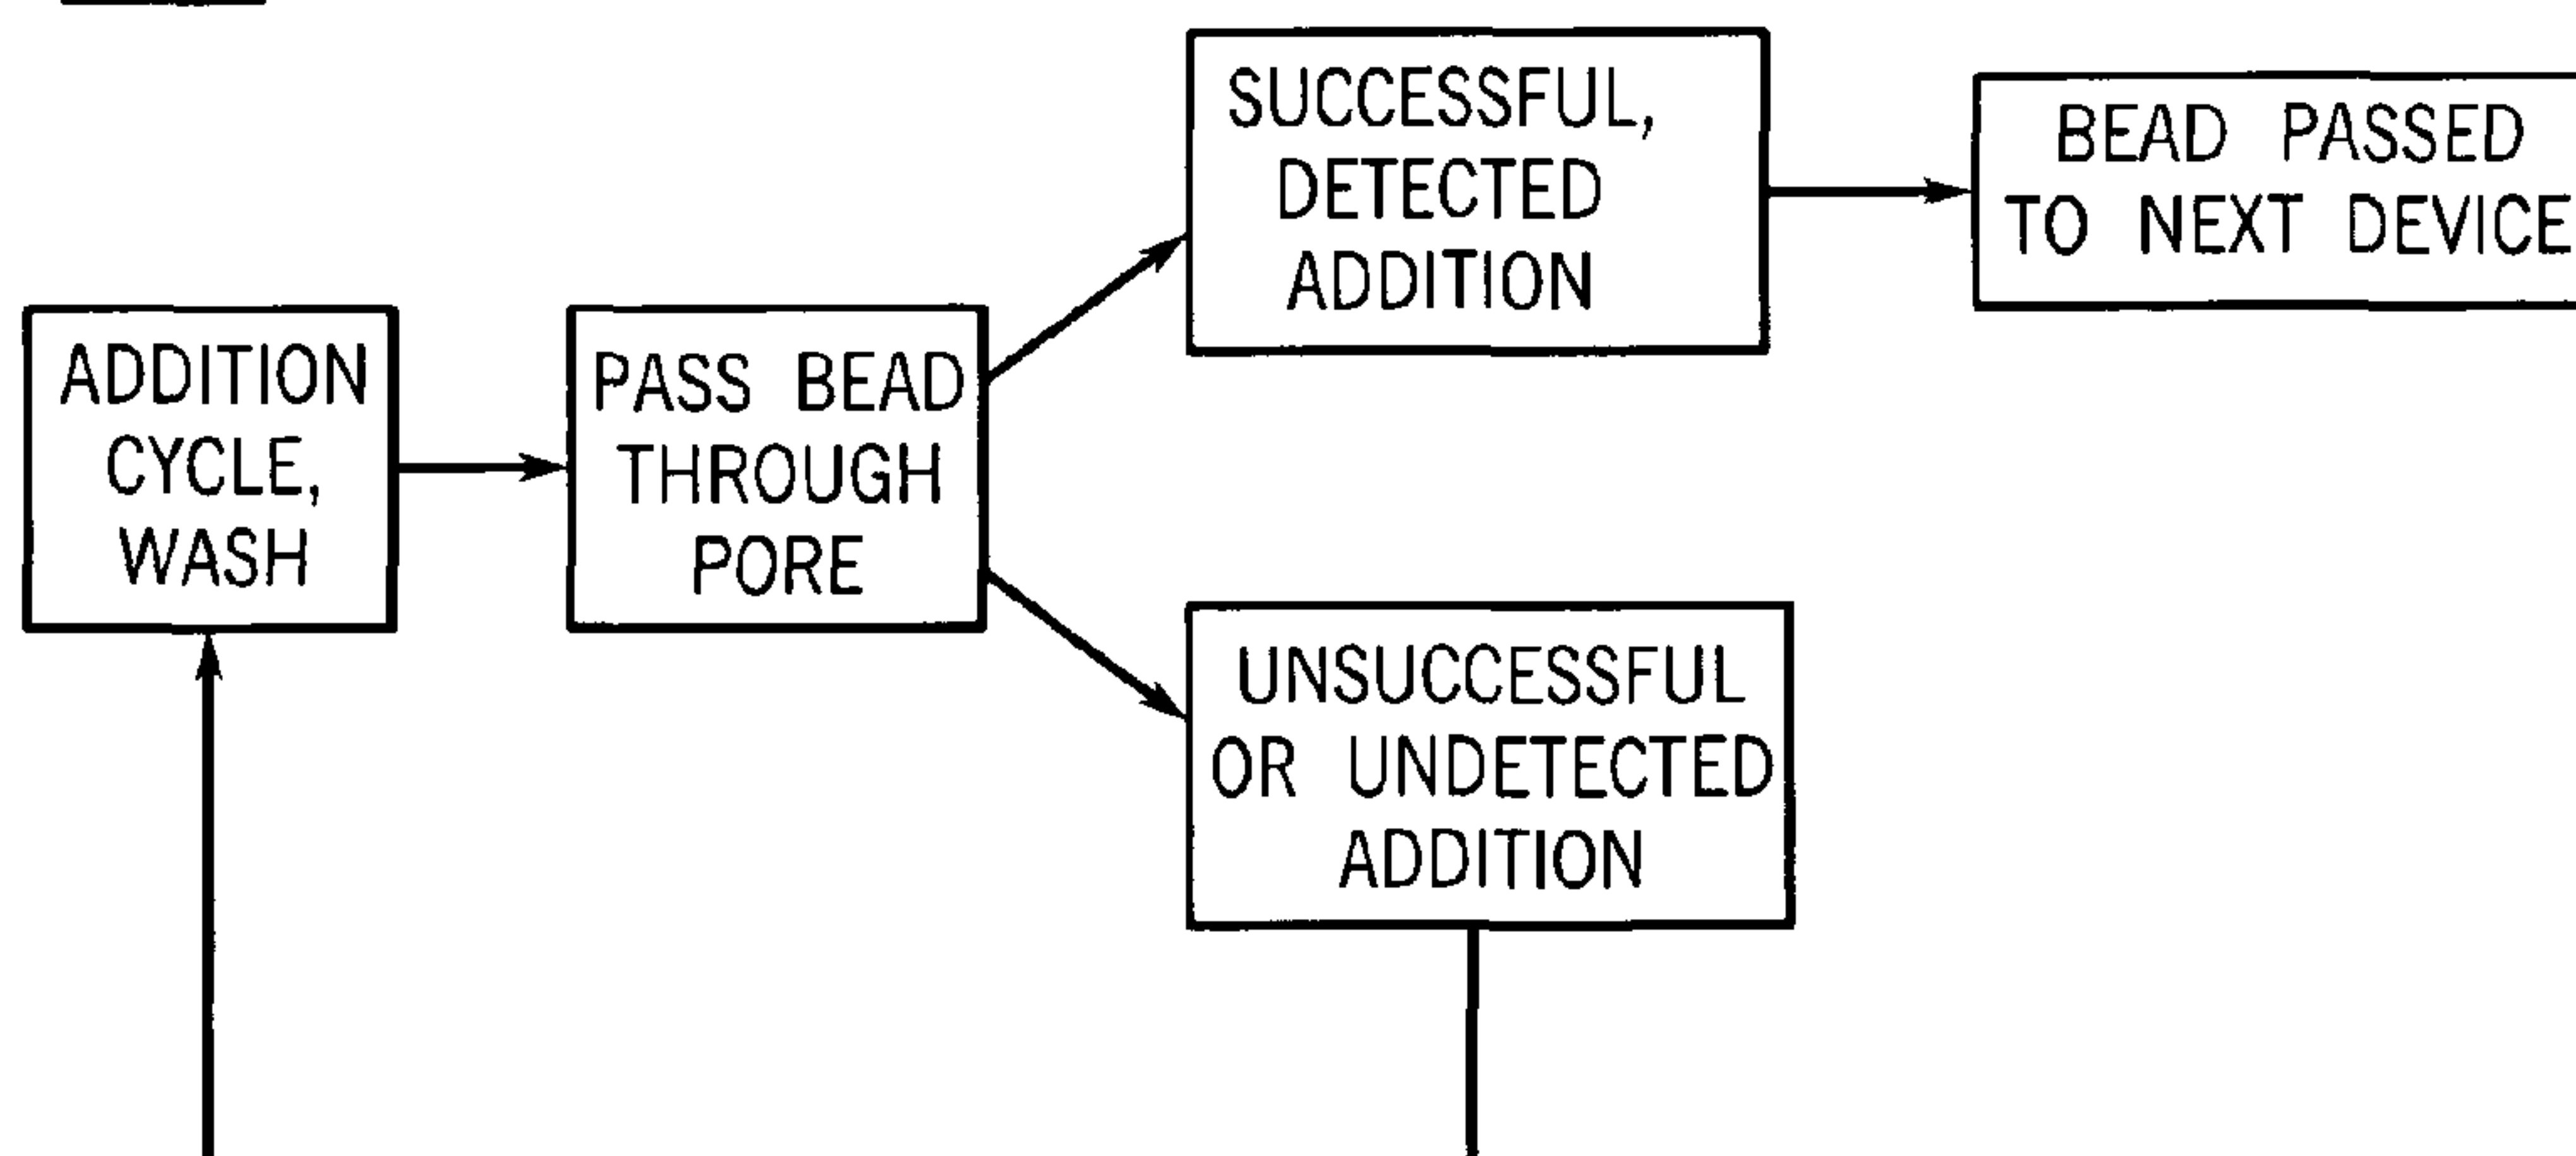 ADDITION
CYCLE,
WASH
PASS BEAD
THROUGH
PORE
SUCCESSFUL,
DETECTED
ADDITION
BEAD PASSED
TO NEXT DEVICE
UNSUCCESSFUL
OR UNDETECTED
ADDITION